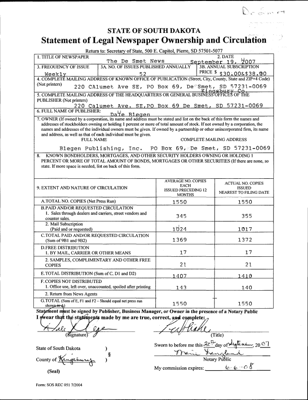 STATE OF SOUTH DAKOTA
Statement of Legal Newspaper Ownership and Circulation
Return to: Secretary of State, 500 E. Capitol, Pierre, SD 57501-5077
1. TITLE OF NEWSPAPER
The De Smet News
2. DATE
September 19, 2007
3. FREQUENCY OF ISSUE
Weekly
3A. NO. OF ISSUES PUBLISHED ANNUALLY
52
3B. ANNUAL SUBSCRIPTION
PRICE $ 30.00&$38.80
4. COMPLETE MAILING ADDRESS OF KNOWN OFFICE OF PUBLICATION (Street, City, County, State and ZIP+4 Code)
(Not printers)
220 Calumet Ave. SE PO Box 69, De Smet, SD 57231-0069
5. COMPLETE MAILING ADDRESS OF THE HEADQUARTERS OR GENERAL BUSINESS OFFICE OF THE
PUBLISHER (Not printers)
220 Calumet Ave. SE, PO Box 69 De Smet, SD 57231-0069
6. FULL NAME OF PUBLISHER:
Dale Blegen
7. OWNER (If owned by a corporation, its name and address must be stated and list on the back of this form the names and
addresses of stockholders owning or holding 1 percent or more of total amount of stock. If not owned by a corporation, the
names and addresses of the individual owners must be given. If owned by a partnership or other unincorporated firm, its name
and address, as well as that of each individual must be given.
FULL NAME
COMPLETE MAILING ADDRESS
Blegen Publishing, Inc. PO Box 69, De Smet, SD 57231-0069
8. KNOWN BONDHOLDERS, MORTGAGES, AND OTHER SECURITY HOLDERS OWNING OR HOLDING 1
PERCENT OR MORE OF TOTAL AMOUNT OF BONDS, MORTGAGES OR OTHER SECURITIES (If there are none, so
state. If more space is needed, list on back of this form.
9. EXTENT AND NATURE OF CIRCULATION
AVERAGE NO. COPIES
EACH
ISSUED PRECEDING 12
MONTHS
ACTUAL NO. COPIES
ISSUED
NEAREST TO FILING DATE
A. TOTAL NO. COPIES (Net Press Run)
1550
1550
B. PAID AND/OR REQUESTED CIRCULATION
1. Sales through dealers and carriers, street vendors and
counter sales.
345
355
2. Mail Subscription
(Paid and or requested)
1024
1017
C. TOTAL PAID AND/OR REQUESTED CIRCULATION
(Sum of 9B1 and 9B2)
1369
1372
D. FREE DISTRIBUTION
1. BY MAIL, CARRIER OR OTHER MEANS
17
17
2. SAMPLES, COMPLIMENTARY AND OTHER FREE
COPIES
21
21
E. TOTAL DISTRIBUTION (Sum of C, D1 and D2)
1407
1410
F. COPIES NOT DISTRIBUTED
1. Office use, left over, unaccounted, spoiled after printing
143
140
2. Return from News Agents
G. TOTAL (Sum of E, F1 and F2 - Should equal net press run
1550
1550
Statement must be signed by Publisher, Business Manager, or Owner in the presence of a Notary Public
I swear that the statements made by me are true, correct, and complete:
Dale Blegen
Publisher
(Signature)
(Title)
State of South Dakota )
§
County of Kingsbury )
Sworn to before me this 20th day of September, 2007
Notary Public
(Seal)
My commission expires: 6-6-08
Form: SOS REC 051 7/2004